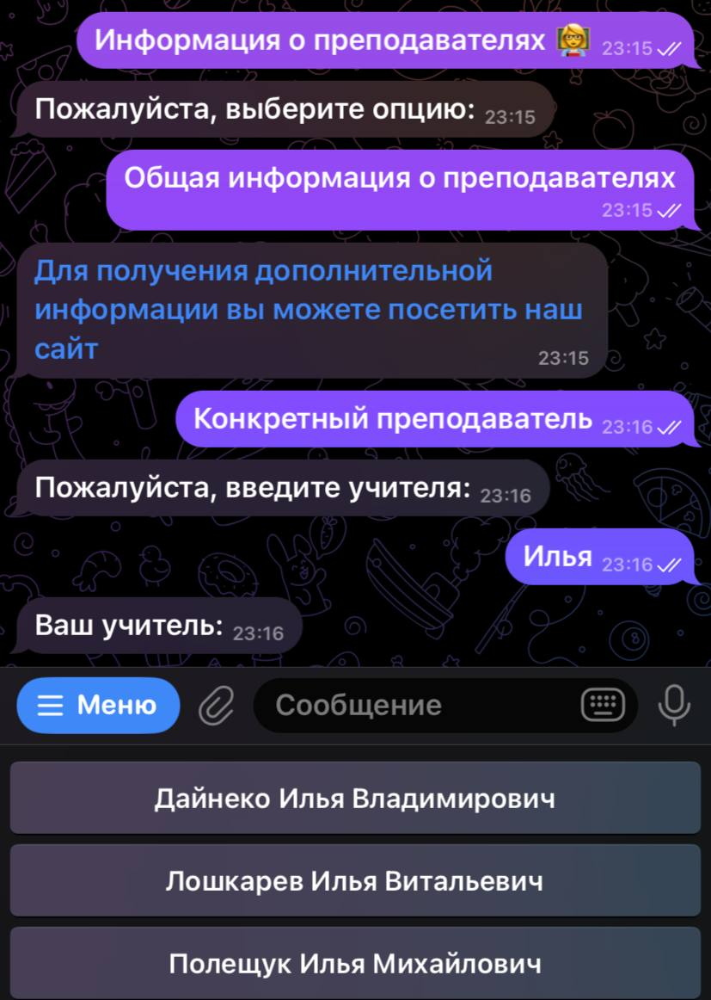 Информация о преподавателях 👩‍🏫 23:15
Пожалуйста, выберите опцию: 23:15
Общая информация о преподавателях
23:15
Для получения дополнительной
информации вы можете посетить наш
сайт 23:15
Конкретный преподаватель 23:16
Пожалуйста, введите учителя: 23:16
Илья 23:16
Ваш учитель: 23:16
Меню Сообщение
Дайнеко Илья Владимирович
Лошкарев Илья Витальевич
Полещук Илья Михайлович